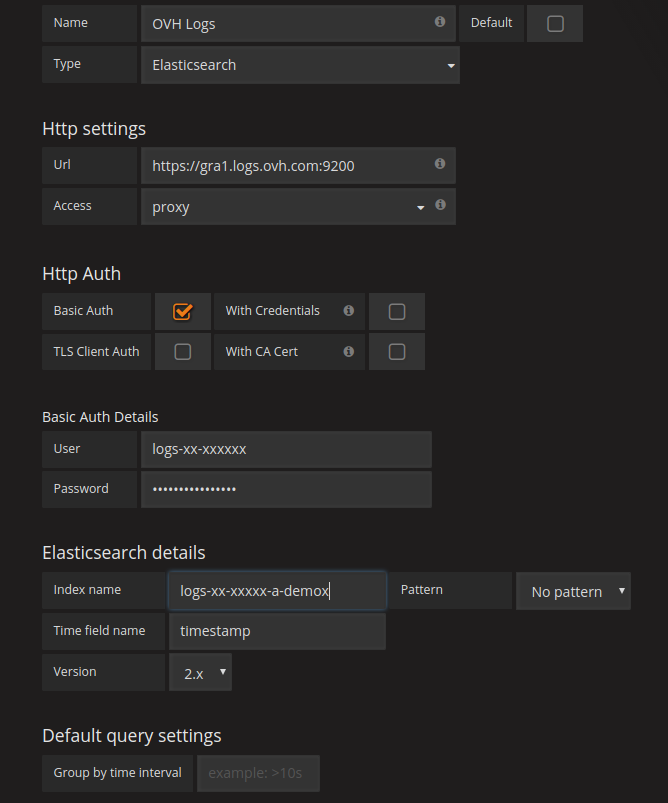 Name OVH Logs Default
Type Elasticsearch
Http settings
Url https://gra1.logs.ovh.com:9200
Access proxy
Http Auth
Basic Auth With Credentials
TLS Client Auth With CA Cert
Basic Auth Details
User logs-xx-xxxxxx
Password ••••••••••••••••
Elasticsearch details
Index name logs-xx-xxxxx-a-demox Pattern No pattern
Time field name timestamp
Version 2.x
Default query settings
Group by time interval example: >10s